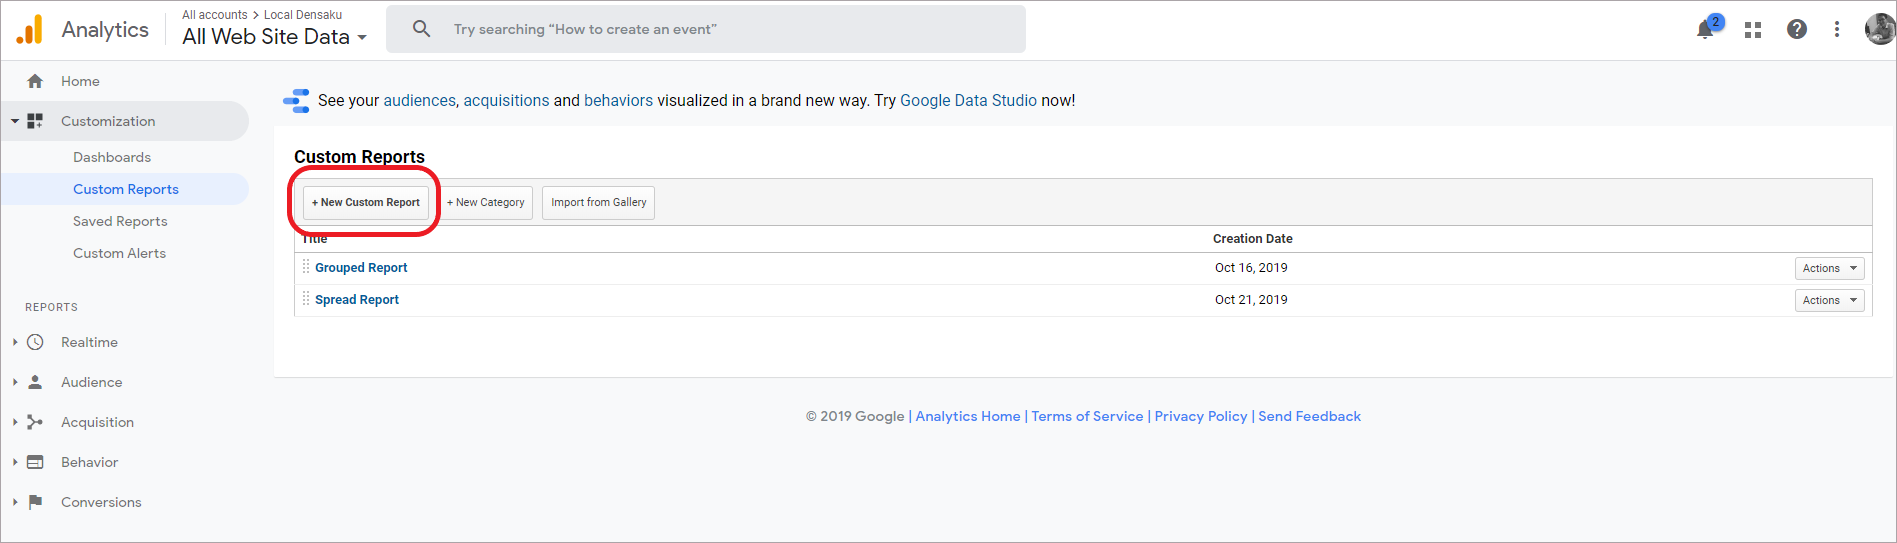 Analytics
All accounts > Local Densaku
All Web Site Data
Try searching “How to create an event”
2
Home
Customization
Dashboards
Custom Reports
Saved Reports
Custom Alerts
REPORTS
Realtime
Audience
Acquisition
Behavior
Conversions
See your audiences, acquisitions and behaviors visualized in a brand new way. Try Google Data Studio now!
Custom Reports
+ New Custom Report + New Category Import from Gallery
Title Creation Date
Grouped Report Oct 16, 2019 Actions
Spread Report Oct 21, 2019 Actions
© 2019 Google | Analytics Home | Terms of Service | Privacy Policy | Send Feedback